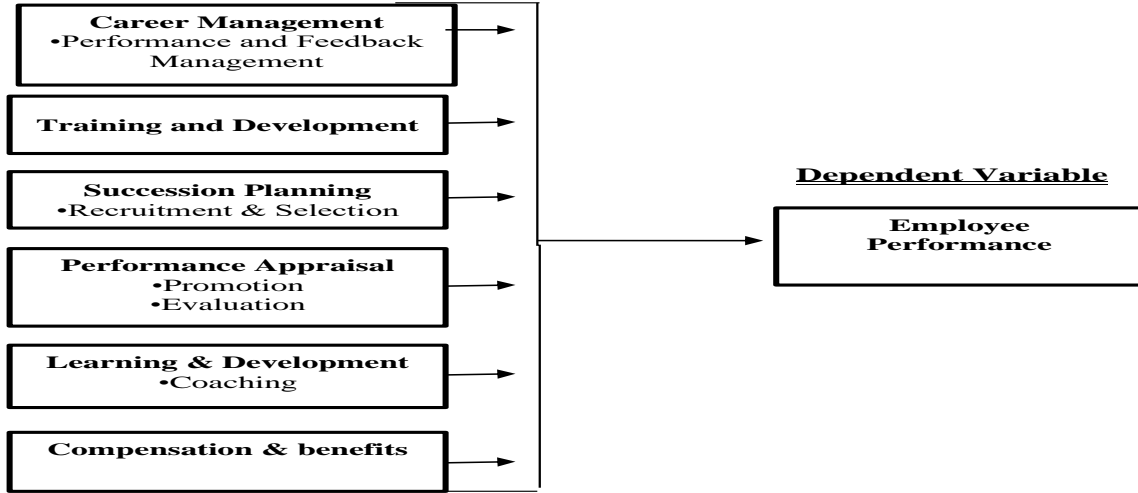 Career Management
•Performance and Feedback
Management
Training and Development
Succession Planning
•Recruitment & Selection
Performance Appraisal
•Promotion
•Evaluation
Learning & Development
•Coaching
Compensation & benefits
Dependent Variable
Employee
Performance